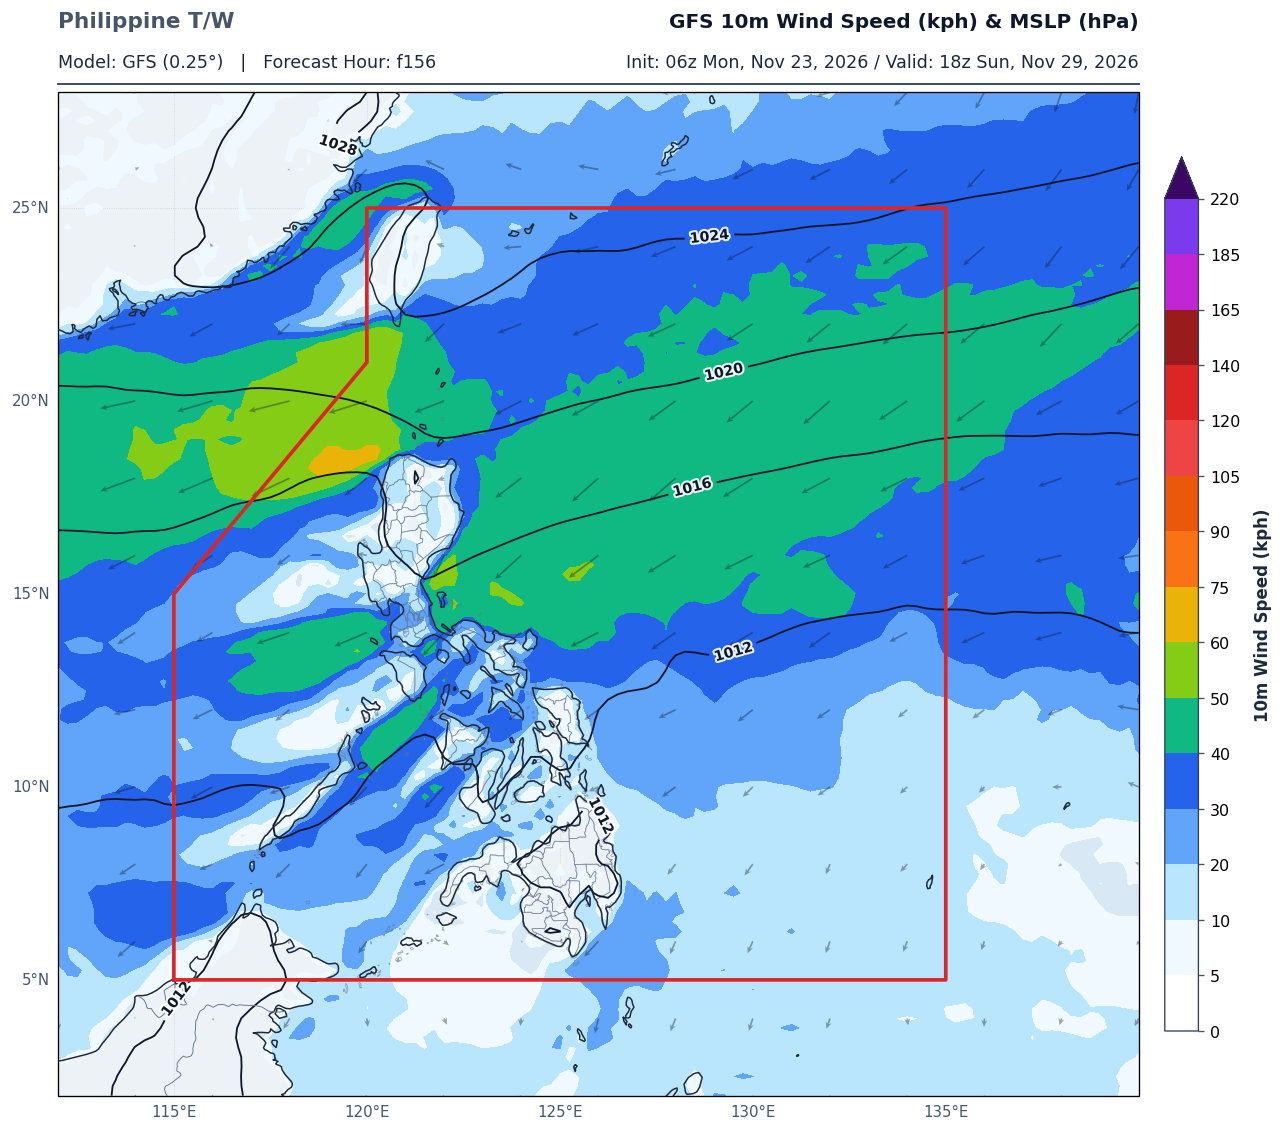 Philippine T/W
GFS 10m Wind Speed (kph) & MSLP (hPa)
Model: GFS (0.25°)   |   Forecast Hour: f156
Init: 06z Mon, Nov 23, 2026 / Valid: 18z Sun, Nov 29, 2026
1028
1024
1020
1016
1012
1012
1012
25°N
20°N
15°N
10°N
5°N
115°E
120°E
125°E
130°E
135°E
220
185
165
140
120
105
90
75
60
50
40
30
20
10
5
0
10m Wind Speed (kph)